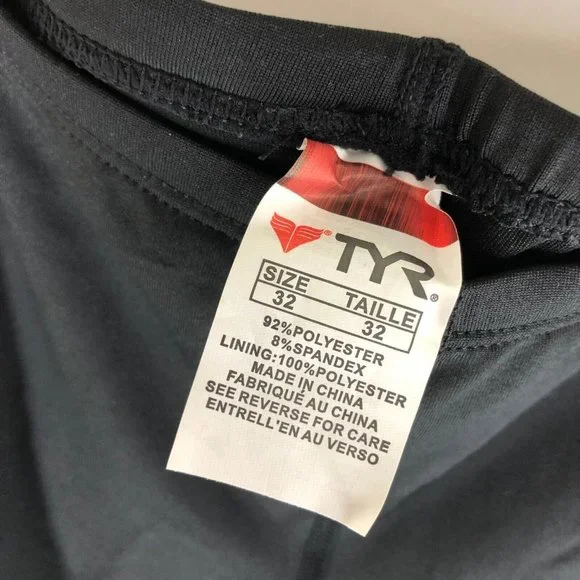 TYR®
SIZE TAILLE
32 32
92%POLYESTER
8%SPANDEX
LINING:100%POLYESTER
MADE IN CHINA
FABRIQUÉ AU CHINA
SEE REVERSE FOR CARE
ENTRELL'EN AU VERSO